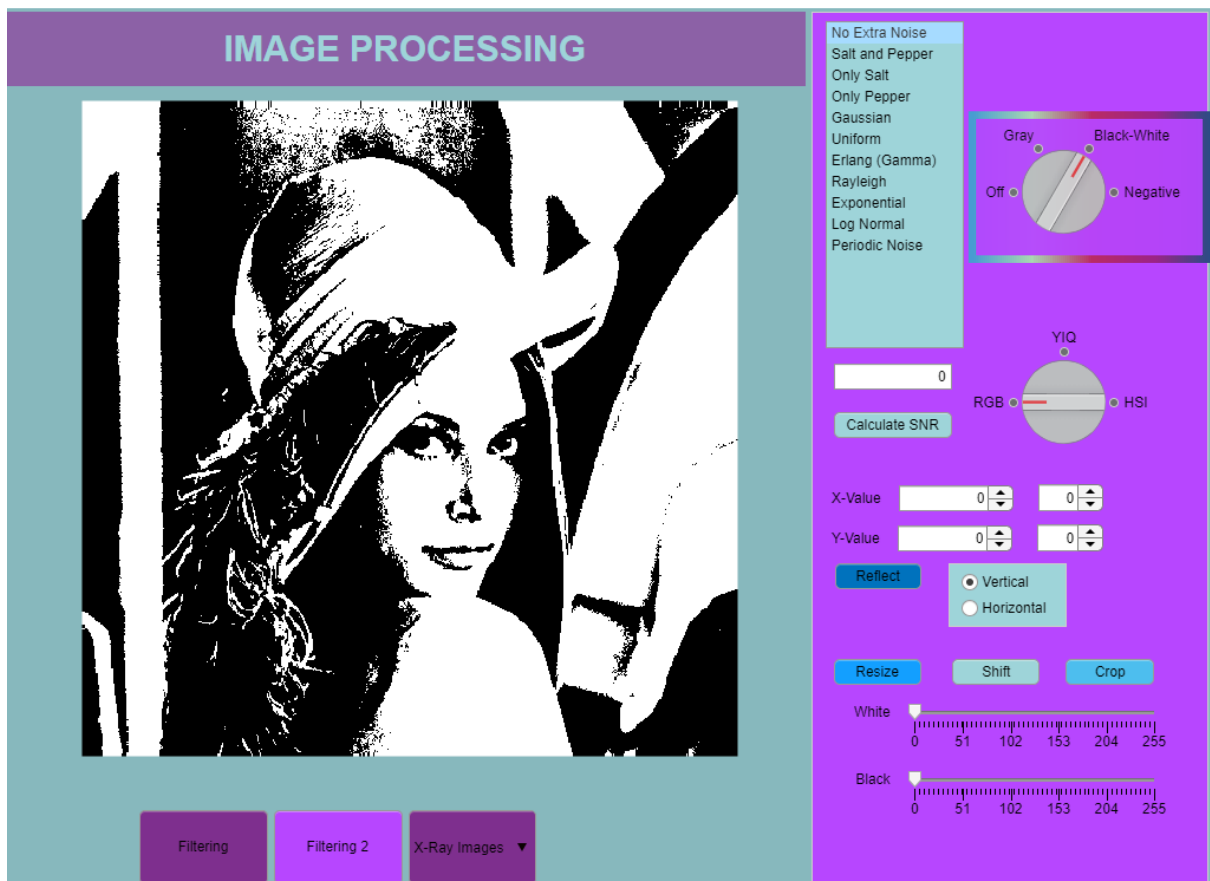 IMAGE PROCESSING
No Extra Noise
Salt and Pepper
Only Salt
Only Pepper
Gaussian
Uniform
Erlang (Gamma)
Rayleigh
Exponential
Log Normal
Periodic Noise
Gray
Black-White
Off
Negative
YIQ
RGB
HSI
0
Calculate SNR
X-Value 0 0
Y-Value 0 0
Reflect
Vertical
Horizontal
Resize Shift Crop
White
0 51 102 153 204 255
Black
0 51 102 153 204 255
Filtering Filtering 2 X-Ray Images